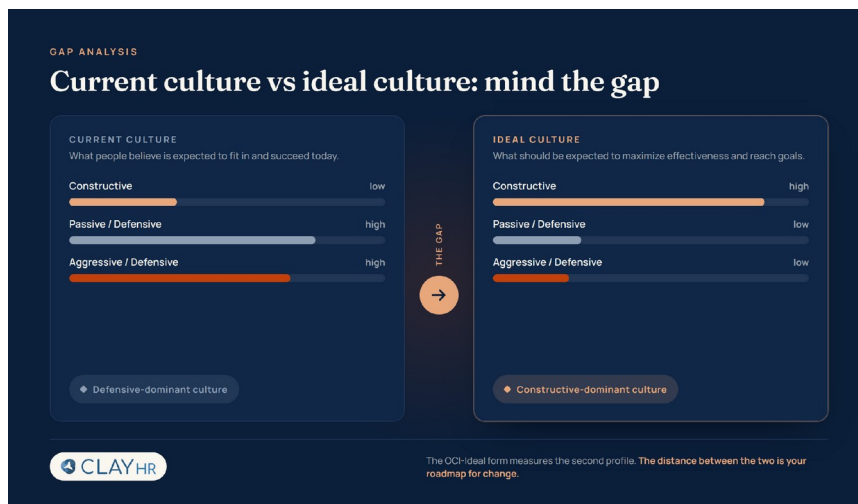 GAP ANALYSIS
Current culture vs ideal culture: mind the gap
CURRENT CULTURE
What people believe is expected to fit in and succeed today.
Constructive low
Passive / Defensive high
Aggressive / Defensive high
Defensive-dominant culture
THE GAP
IDEAL CULTURE
What should be expected to maximize effectiveness and reach goals.
Constructive high
Passive / Defensive low
Aggressive / Defensive low
Constructive-dominant culture
CLAY HR
The OCI-Ideal form measures the second profile. The distance between the two is your
roadmap for change.